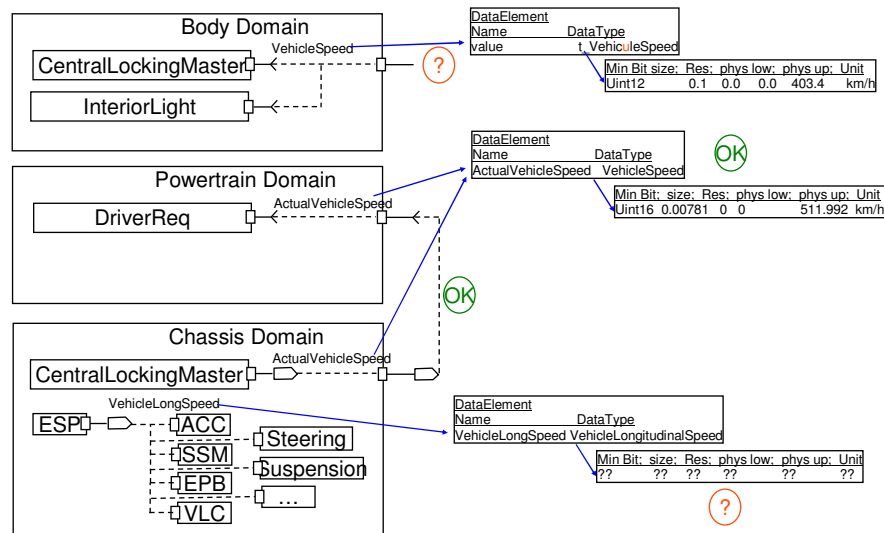 Body Domain
VehicleSpeed
CentralLockingMaster
?
InteriorLight
DataElement
Name DataType
value t_VehiculeSpeed
Min Bit size; Res; phys low; phys up; Unit
Uint12 0.1 0.0 0.0 403.4 km/h
Powertrain Domain
ActualVehicleSpeed
DriverReq
DataElement
Name DataType
ActualVehicleSpeed VehicleSpeed
OK
Min Bit; size; Res; phys low; phys up; Unit
Uint16 0.00781 0 0 511.992 km/h
OK
Chassis Domain
ActualVehicleSpeed
CentralLockingMaster
VehicleLongSpeed
ESP
ACC
Steering
SSM
Suspension
EPB
...
VLC
DataElement
Name DataType
VehicleLongSpeed VehicleLongitudinalSpeed
Min Bit; size; Res; phys low; phys up; Unit
?? ?? ?? ?? ?? ??
?